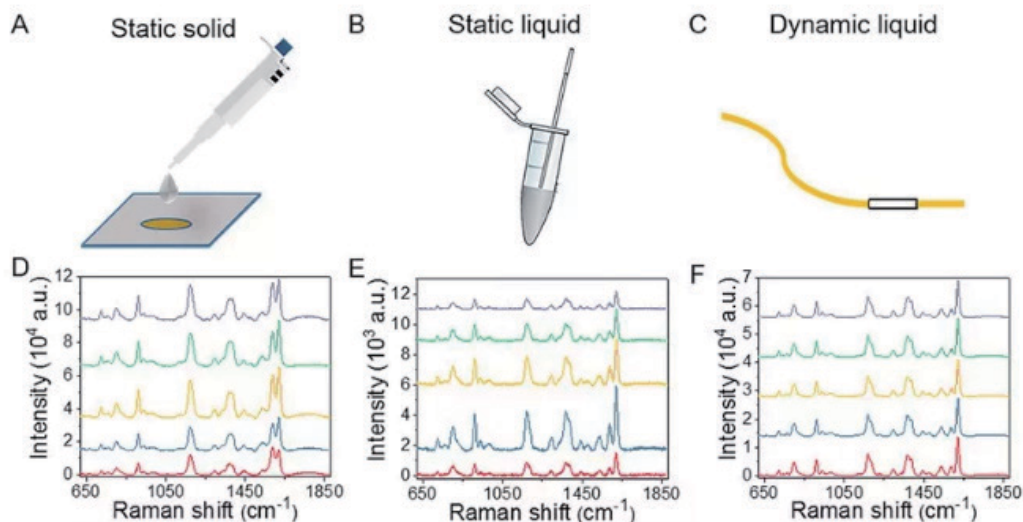 A Static solid
B Static liquid
C Dynamic liquid
D
Intensity (10⁴ a.u.)
12
10
8
6
4
2
0
650 1050 1450 1850
Raman shift (cm⁻¹)
E
Intensity (10³ a.u.)
12
10
8
6
4
2
0
650 1050 1450 1850
Raman shift (cm⁻¹)
F
Intensity (10⁴ a.u.)
7
6
5
4
3
2
1
0
650 1050 1450 1850
Raman shift (cm⁻¹)